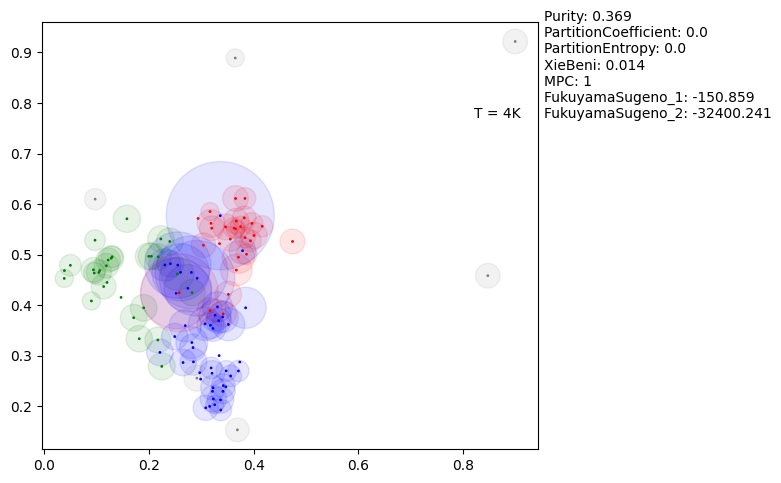 Purity: 0.369
PartitionCoefficient: 0.0
PartitionEntropy: 0.0
XieBeni: 0.014
MPC: 1
FukuyamaSugeno_1: -150.859
FukuyamaSugeno_2: -32400.241
T = 4K
0.9
0.8
0.7
0.6
0.5
0.4
0.3
0.2
0.0 0.2 0.4 0.6 0.8